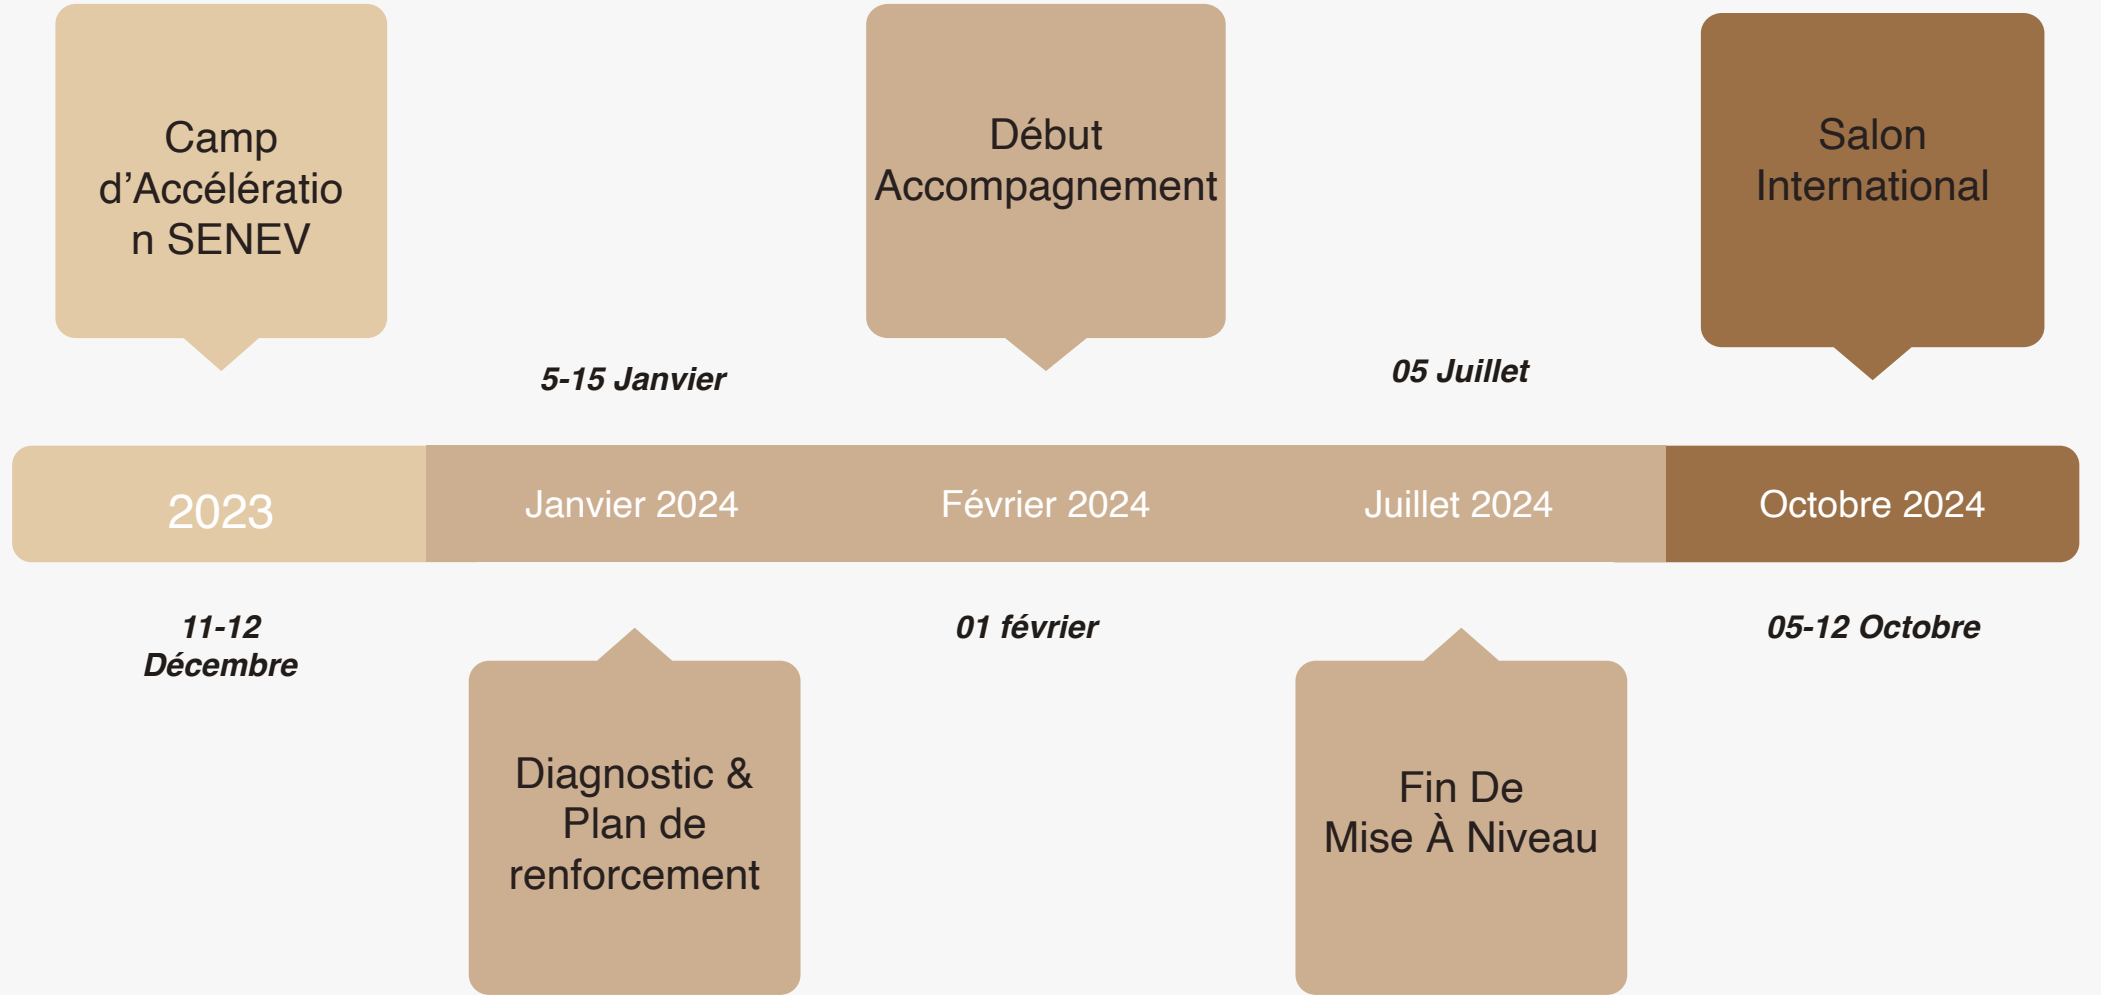 Camp
d’Accélératio
n SENEV
Début
Accompagnement
Salon
International
5-15 Janvier
05 Juillet
2023
Janvier 2024
Février 2024
Juillet 2024
Octobre 2024
11-12
Décembre
01 février
05-12 Octobre
Diagnostic &
Plan de
renforcement
Fin De
Mise À Niveau